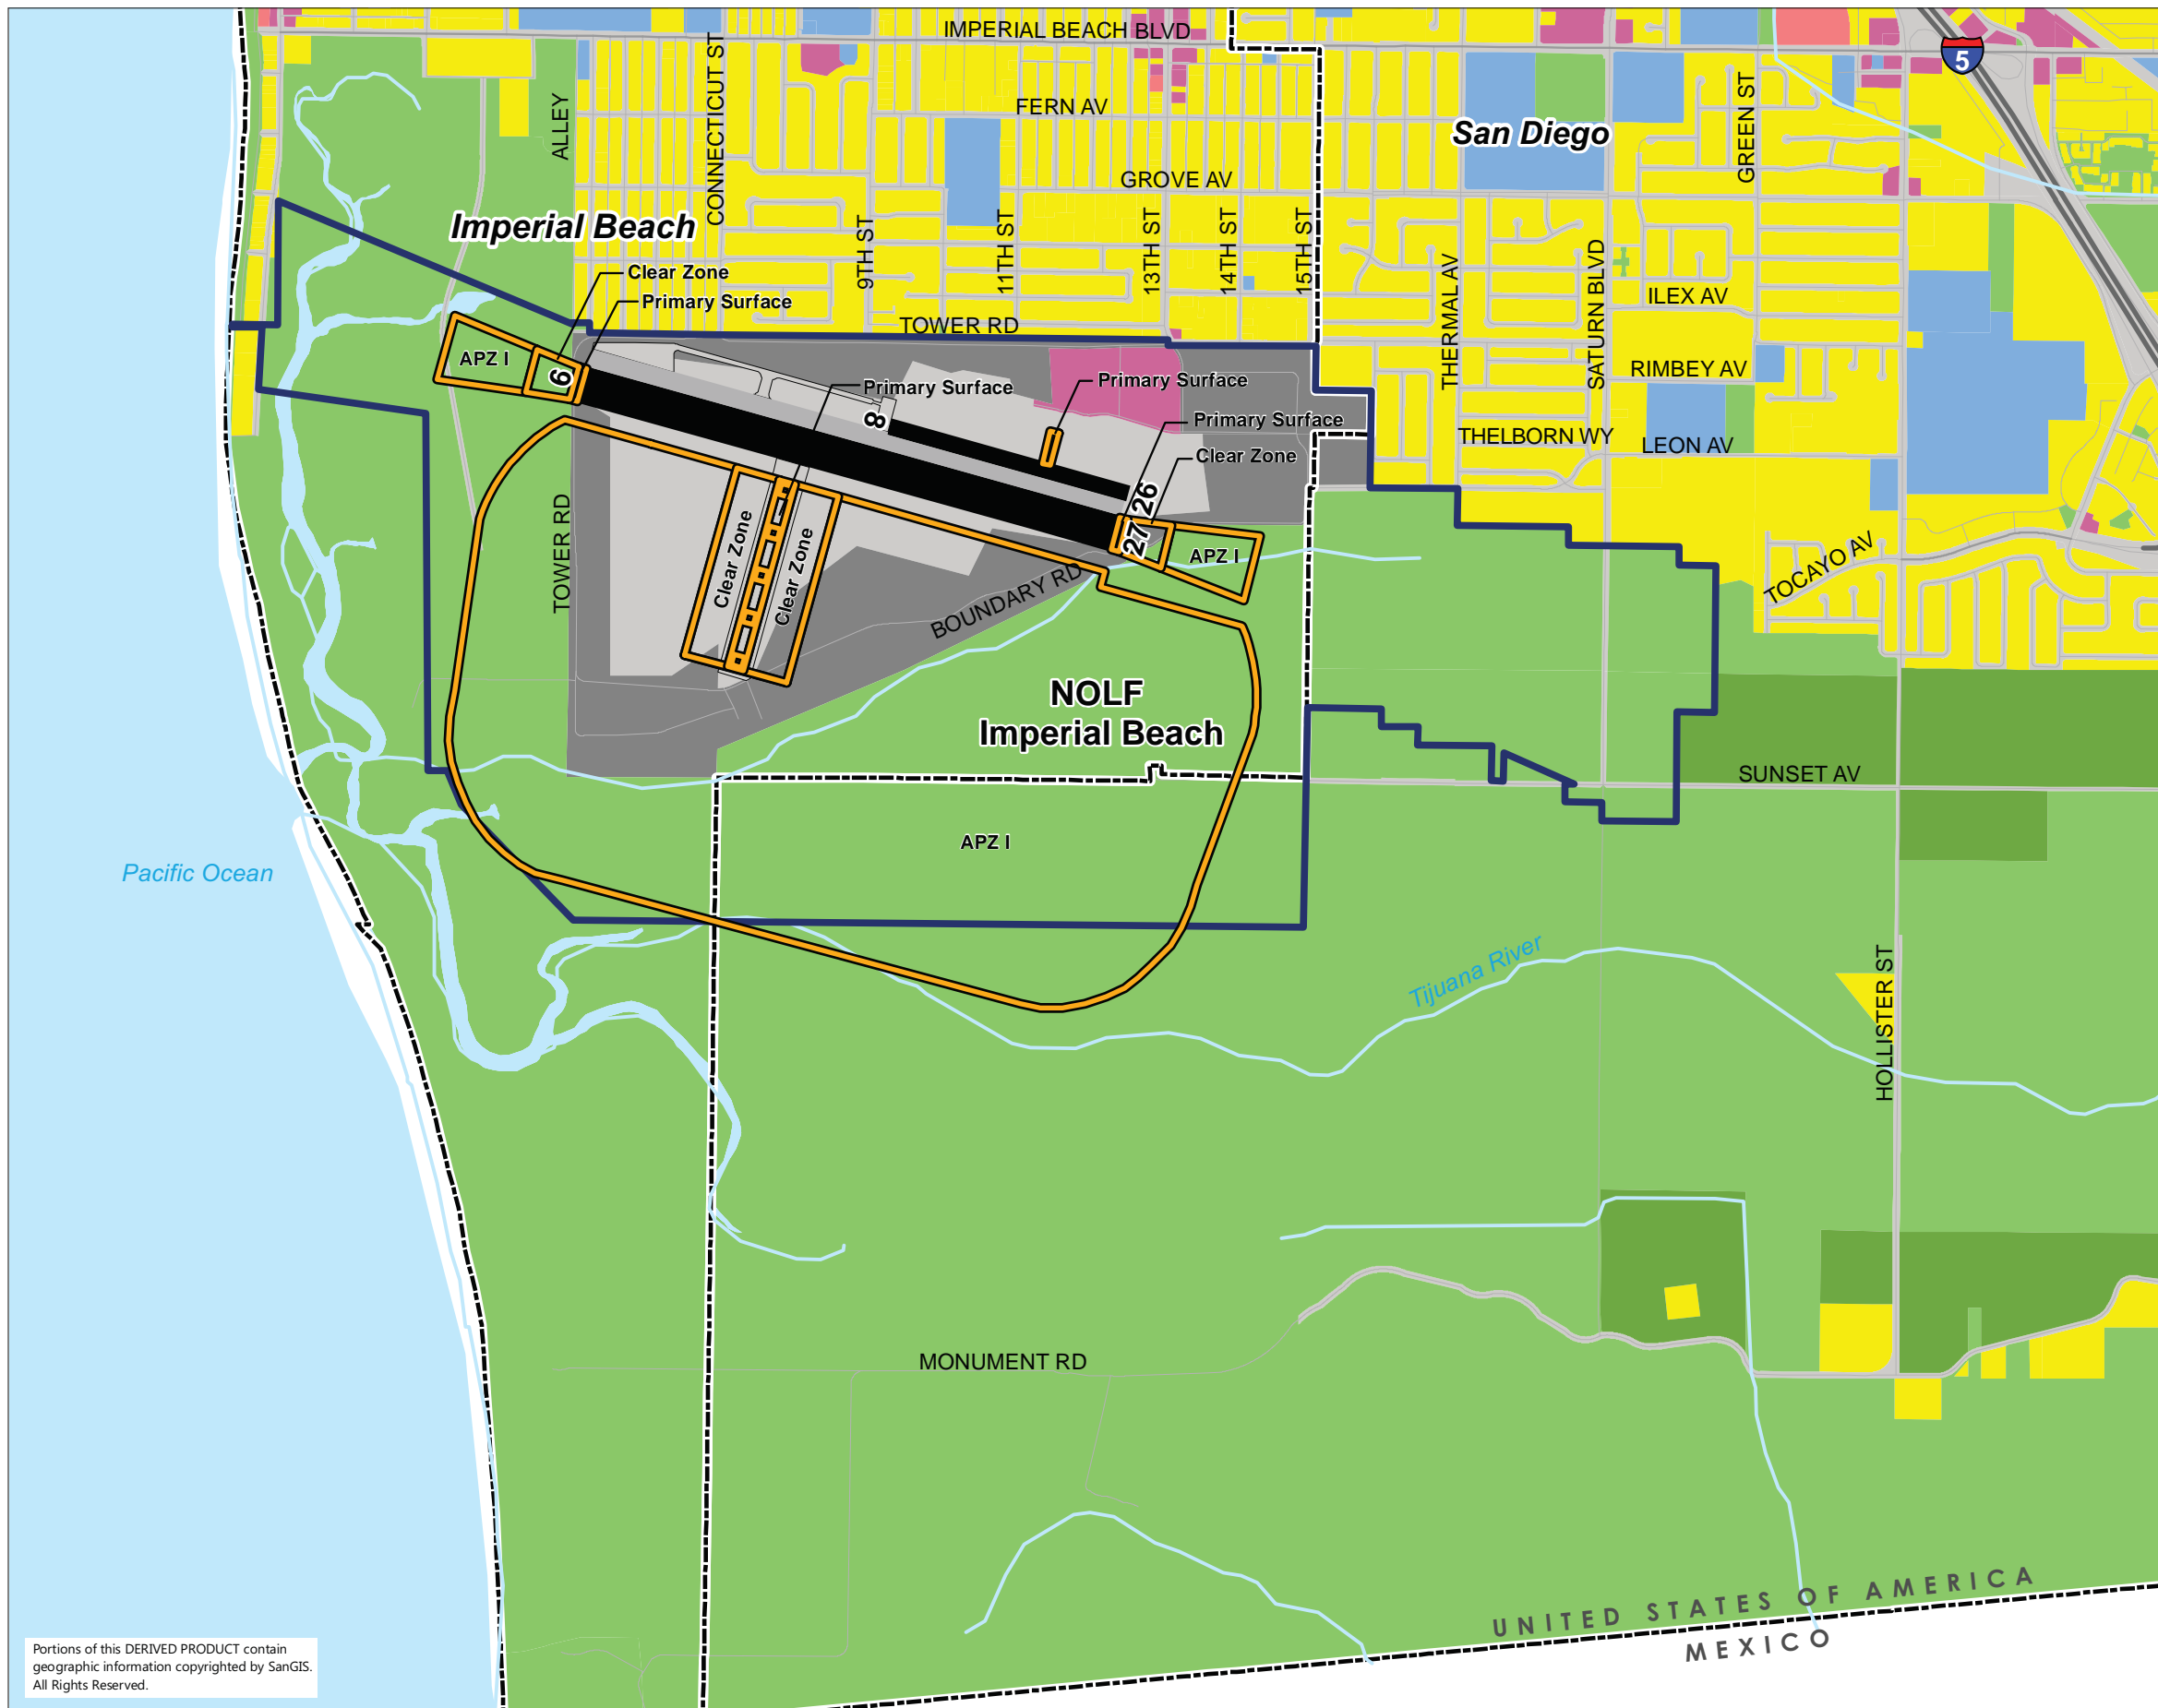 IMPERIAL BEACH BLVD
5
CONNECTICUT ST
ALLEY
FERN AV
San Diego
GREEN ST
GROVE AV
Imperial Beach
9TH ST
11TH ST
13TH ST
14TH ST
15TH ST
THERMAL AV
SATURN BLVD
Clear Zone
Primary Surface
ILEX AV
TOWER RD
APZ I
9
RIMBEY AV
Primary Surface
Primary Surface
8
Primary Surface
THELBORN WY
LEON AV
Clear Zone
26
27
TOWER RD
Clear Zone
Clear Zone
APZ I
BOUNDARY RD
TOCAYO AV
NOLF
Imperial Beach
SUNSET AV
APZ I
Pacific Ocean
Tijuana River
HOLLISTER ST
MONUMENT RD
UNITED STATES OF AMERICA
MEXICO
Portions of this DERIVED PRODUCT contain
geographic information copyrighted by SanGIS.
All Rights Reserved.